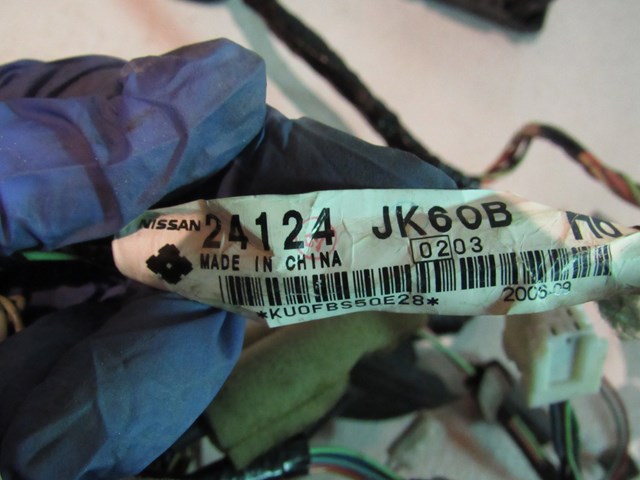 NISSAN 24124 JK60B
0203
MADE IN CHINA
*KU0FBS50E28*
2006-09